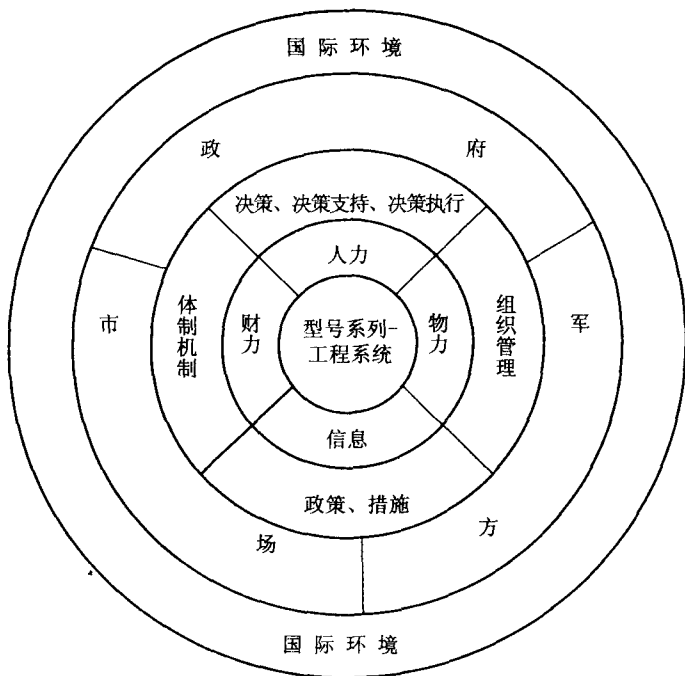 国际环境
政府
决策、决策支持、决策执行
人力
市
体制机制
财力
型号系列-
工程系统
物力
组织管理
军
信息
政策、措施
场
方
国际环境